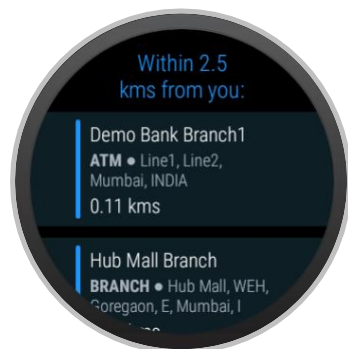 Within 2.5
kms from you:
Demo Bank Branch1
ATM ● Line1, Line2,
Mumbai, INDIA
0.11 kms
Hub Mall Branch
BRANCH ● Hub Mall, WEH,
Goregaon, E, Mumbai, I